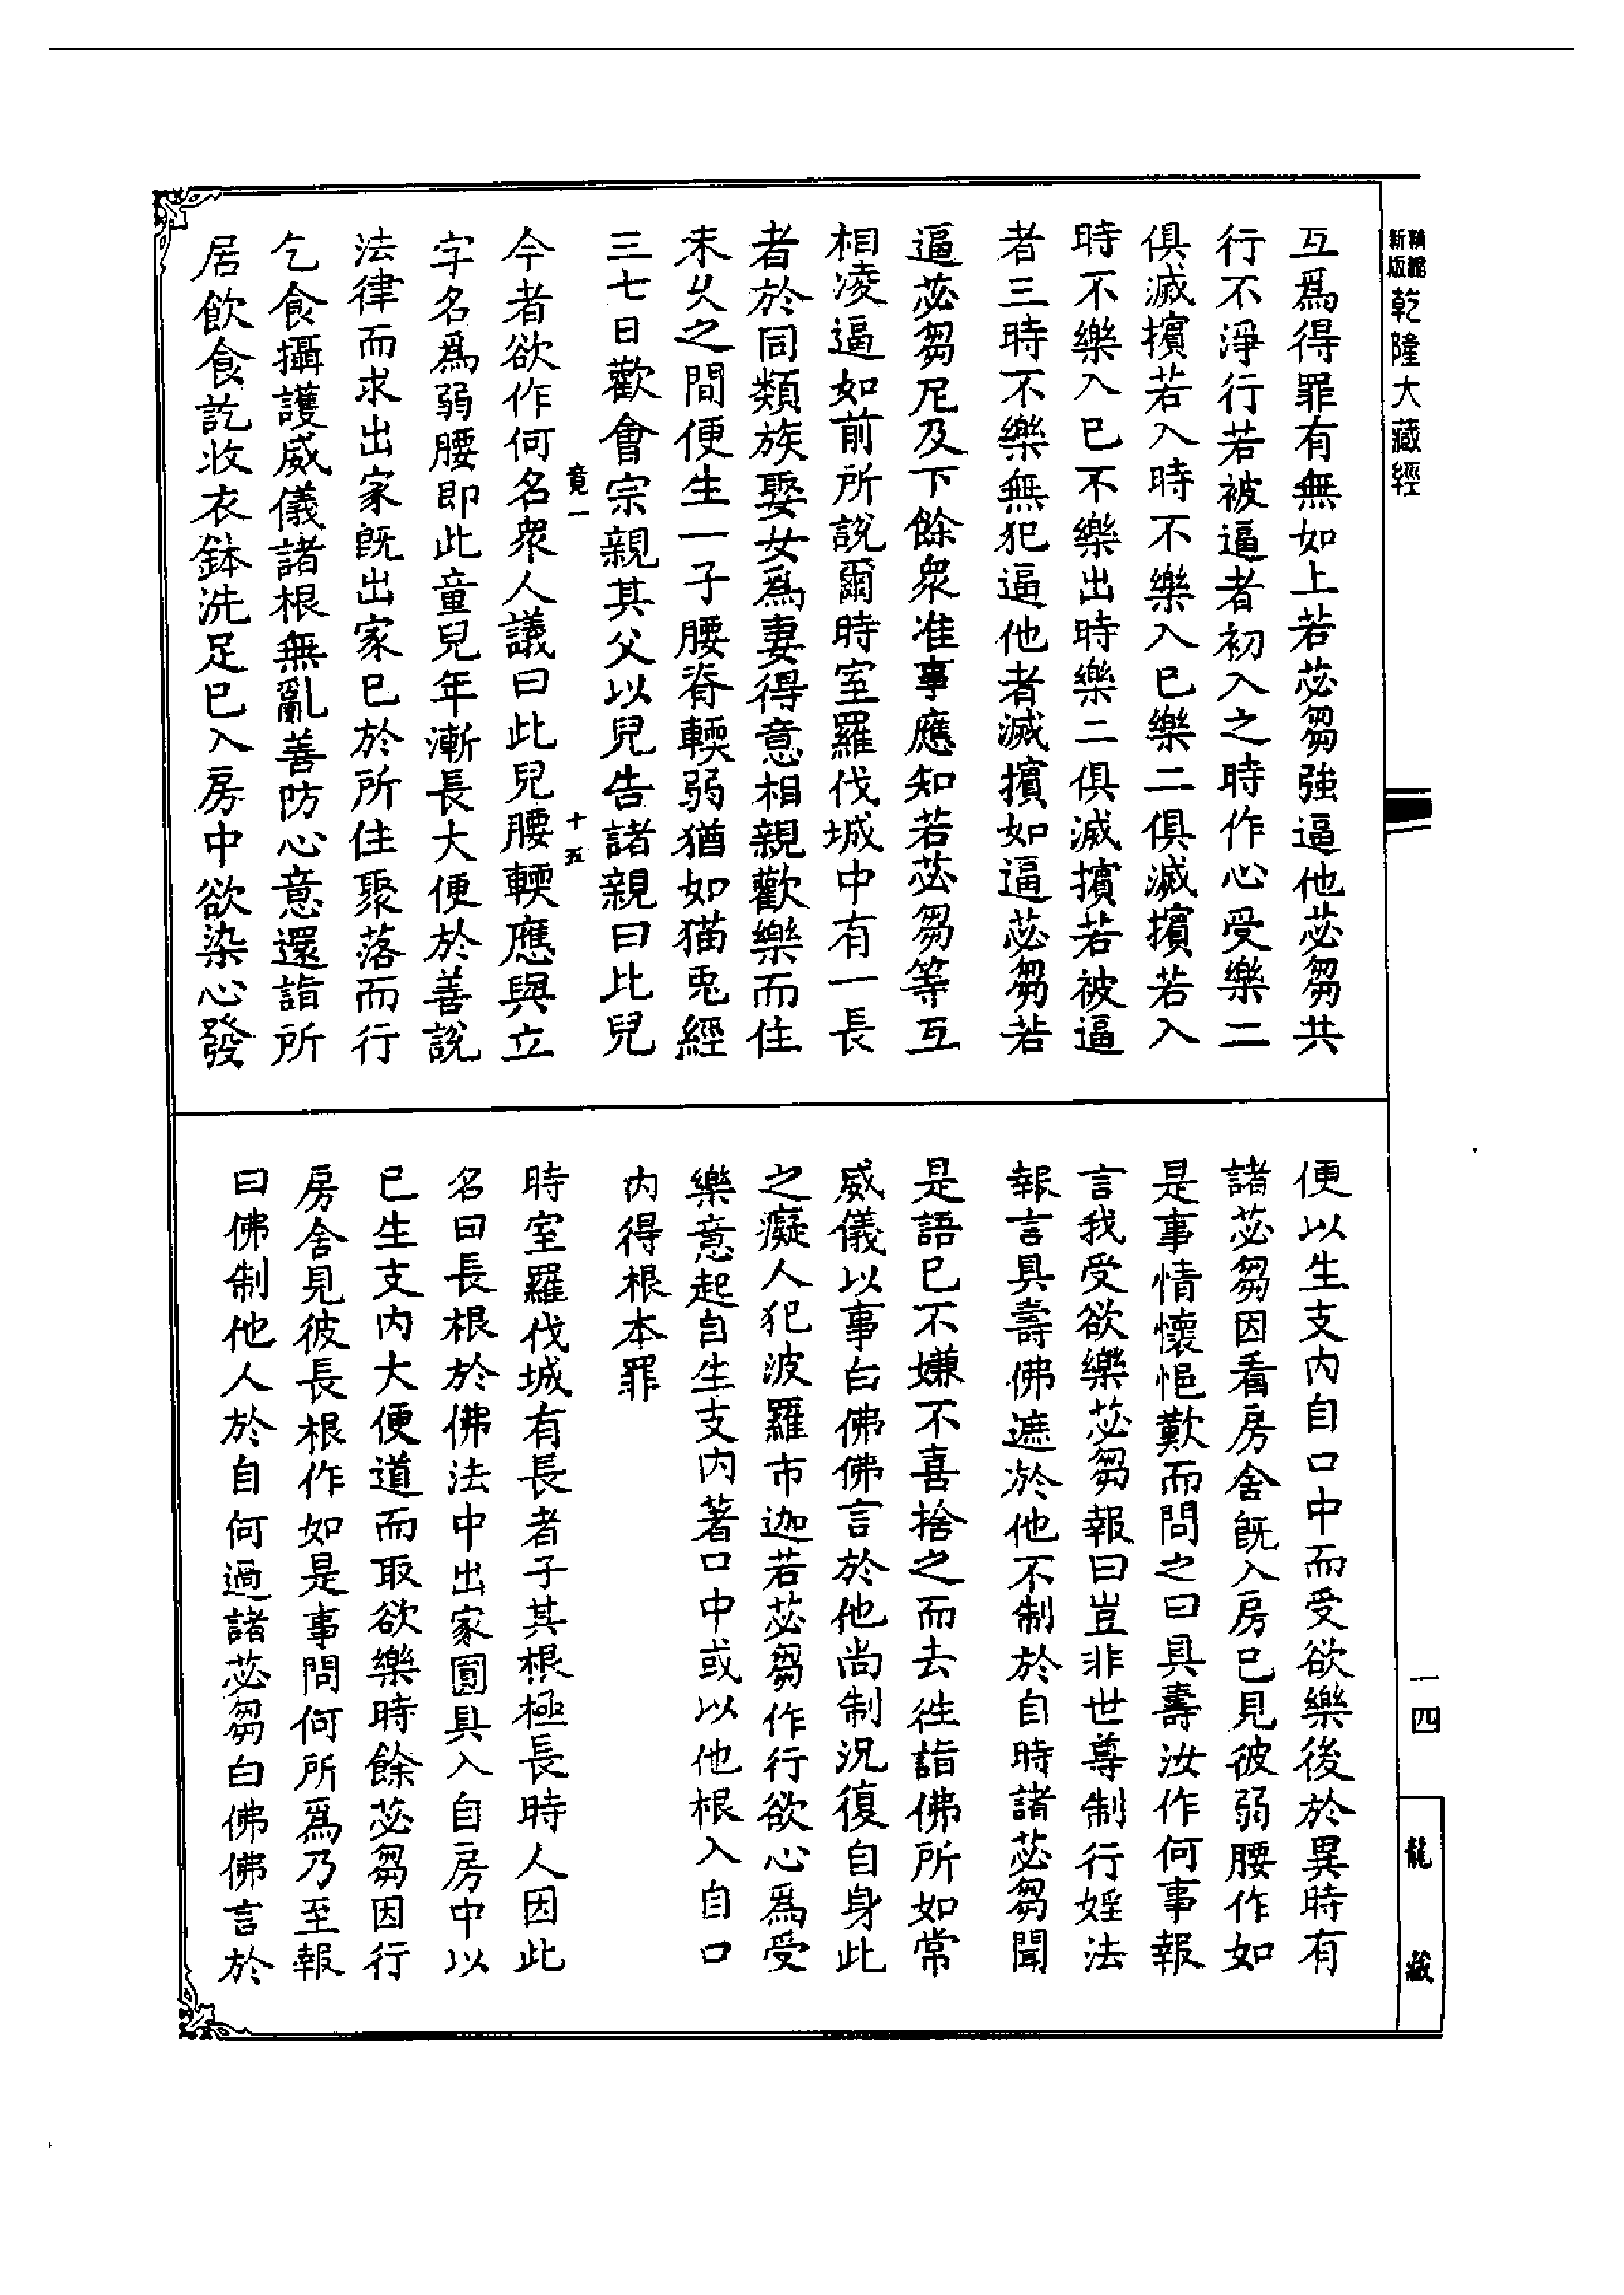 新版精縮乾隆大藏經
互爲得罪有無如上若苾芻強逼他苾芻共
行不淨行若被逼者初入之時作心受樂二
俱滅擯若入時不樂入已樂二俱滅擯若入
時不樂入已不樂出時樂二俱滅擯若被逼
者三時不樂無犯逼他者滅擯如逼苾芻若
逼苾芻尼及下餘衆准事應知若苾芻等互
相凌逼如前所說爾時室羅伐城中有一長
者於同類族娶女爲妻得意相親歡樂而住
未久之間便生一子腰脊輭弱猶如猫兎經
三七日歡會宗親其父以兒告諸親曰比兒
竟一
十五
今者欲作何名衆人議曰此兒腰輭應與立
字名爲弱腰即此童兒年漸長大便於善說
法律而求出家既出家已於所住聚落而行
乞食攝護威儀諸根無亂善防心意還詣所
居飲食訖收衣鉢洗足已入房中欲染心發
便以生支內自口中而受欲樂後於異時有
諸苾芻因看房舍既入房已見彼弱腰作如
是事情懷悒歎而問之曰具壽汝作何事報
言我受欲樂苾芻報曰豈非世尊制行婬法
報言具壽佛遮於他不制於自時諸苾芻聞
是語已不嫌不喜捨之而去往詣佛所如常
威儀以事白佛佛言於他尚制況復自身此
之癡人犯波羅市迦若苾芻作行欲心爲受
樂意起自生支內著口中或以他根入自口
內得根本罪
時室羅伐城有長者子其根極長時人因此
名曰長根於佛法中出家圓具入自房中以
已生支內大便道而取欲樂時餘苾芻因行
房舍見彼長根作如是事問何所爲乃至報
曰佛制他人於自何過諸苾芻白佛佛言於
一四
龍藏